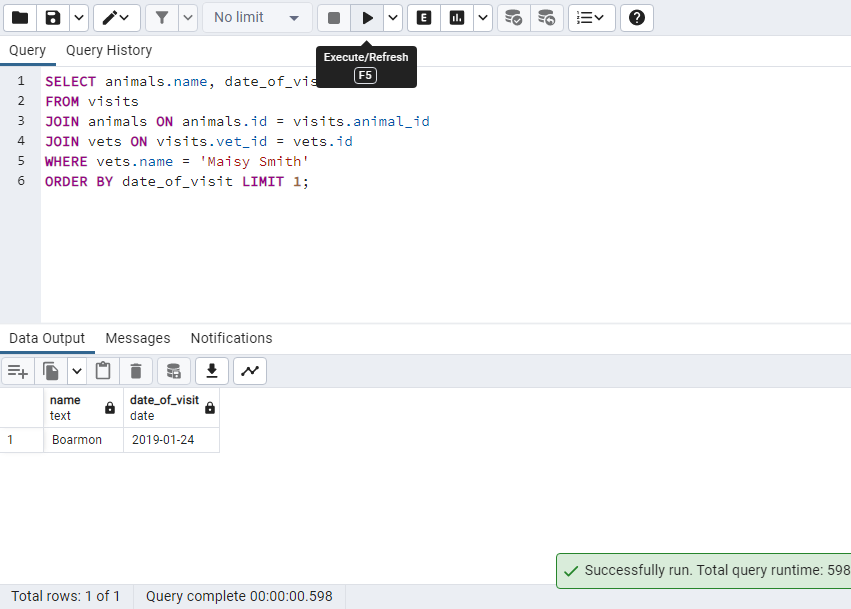 No limit
E
Query Query History
Execute/Refresh
F5
1 SELECT animals.name, date_of_vis
2 FROM visits
3 JOIN animals ON animals.id = visits.animal_id
4 JOIN vets ON visits.vet_id = vets.id
5 WHERE vets.name = 'Maisy Smith'
6 ORDER BY date_of_visit LIMIT 1;
Data Output Messages Notifications
name date_of_visit
text date
1 Boarmon 2019-01-24
Successfully run. Total query runtime: 598
Total rows: 1 of 1 Query complete 00:00:00.598